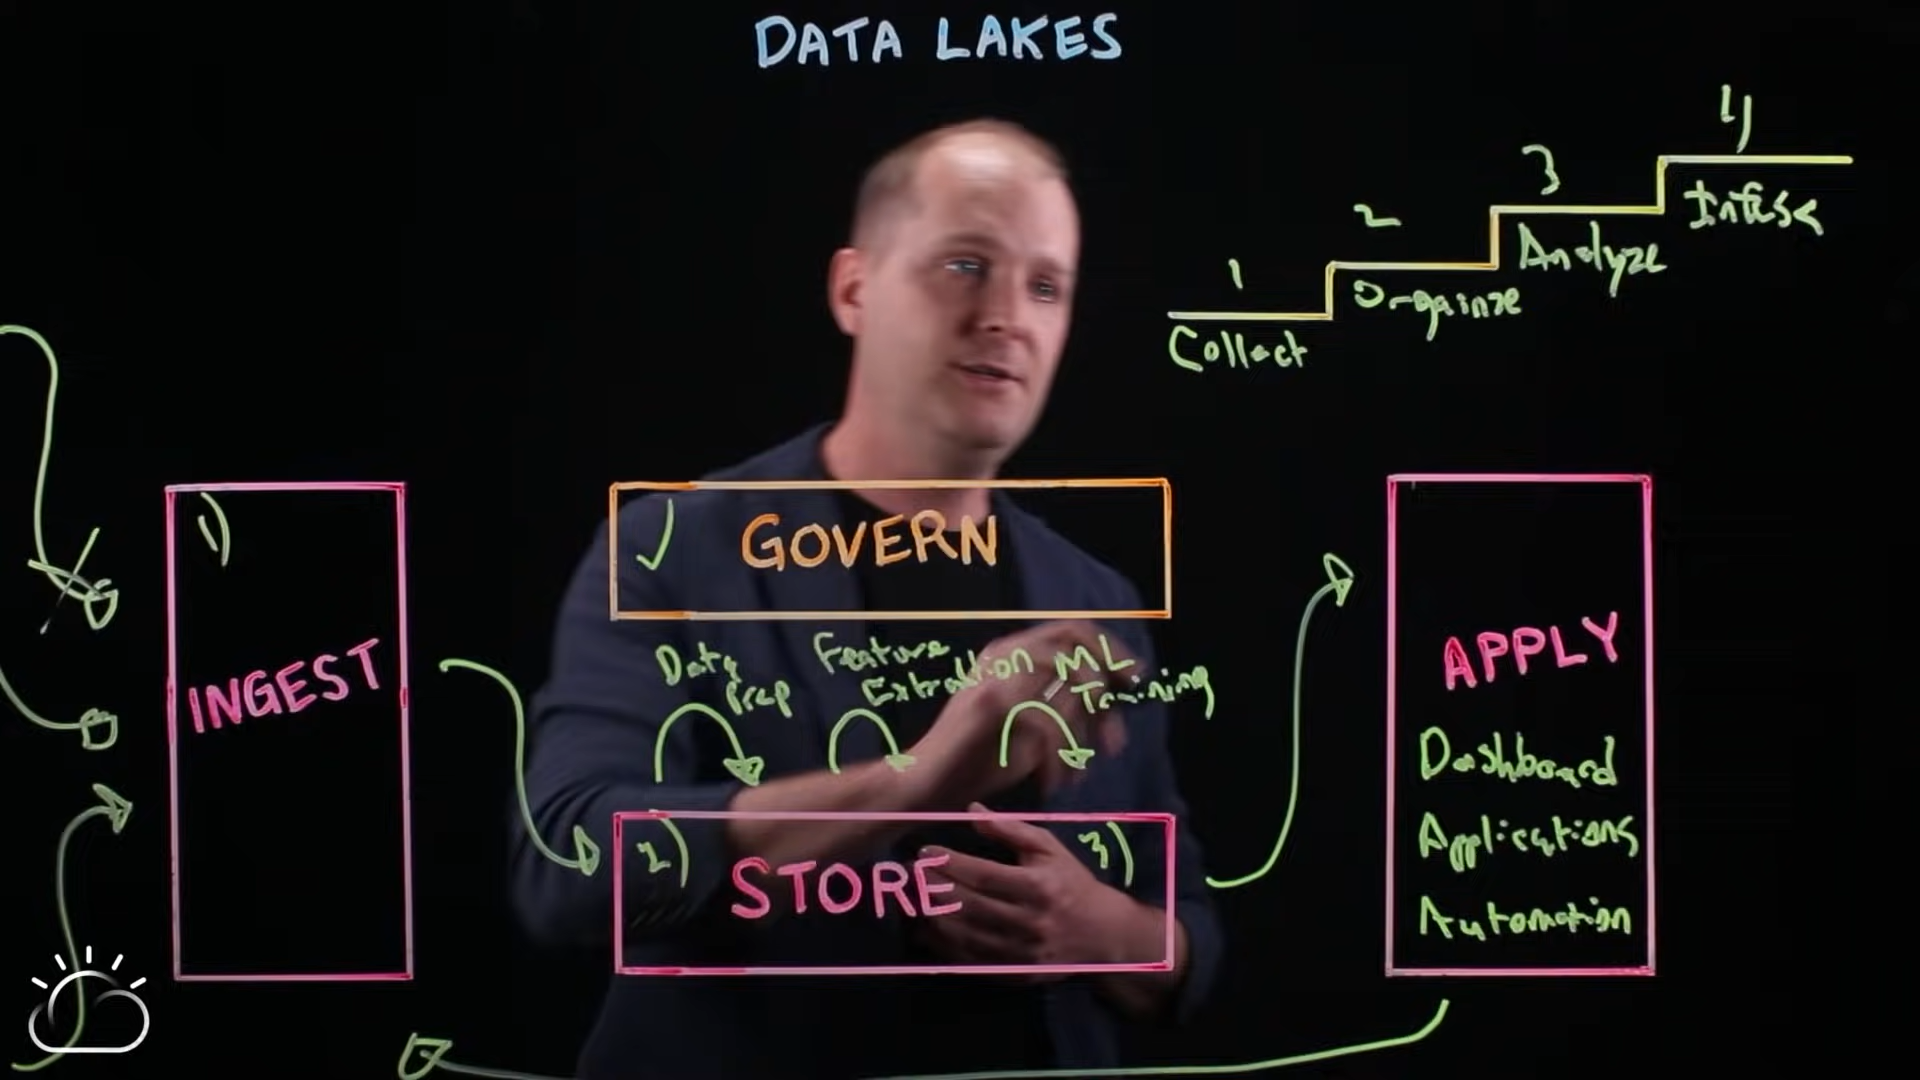 DATA LAKES
1
Collect
2
Orgainze
3
Analyze
4
Infuse
1)
INGEST
✓ GOVERN
Data
Prep
Feature
Extraction
ML
Training
2)
STORE
3)
APPLY
Dashboard
Applications
Automation